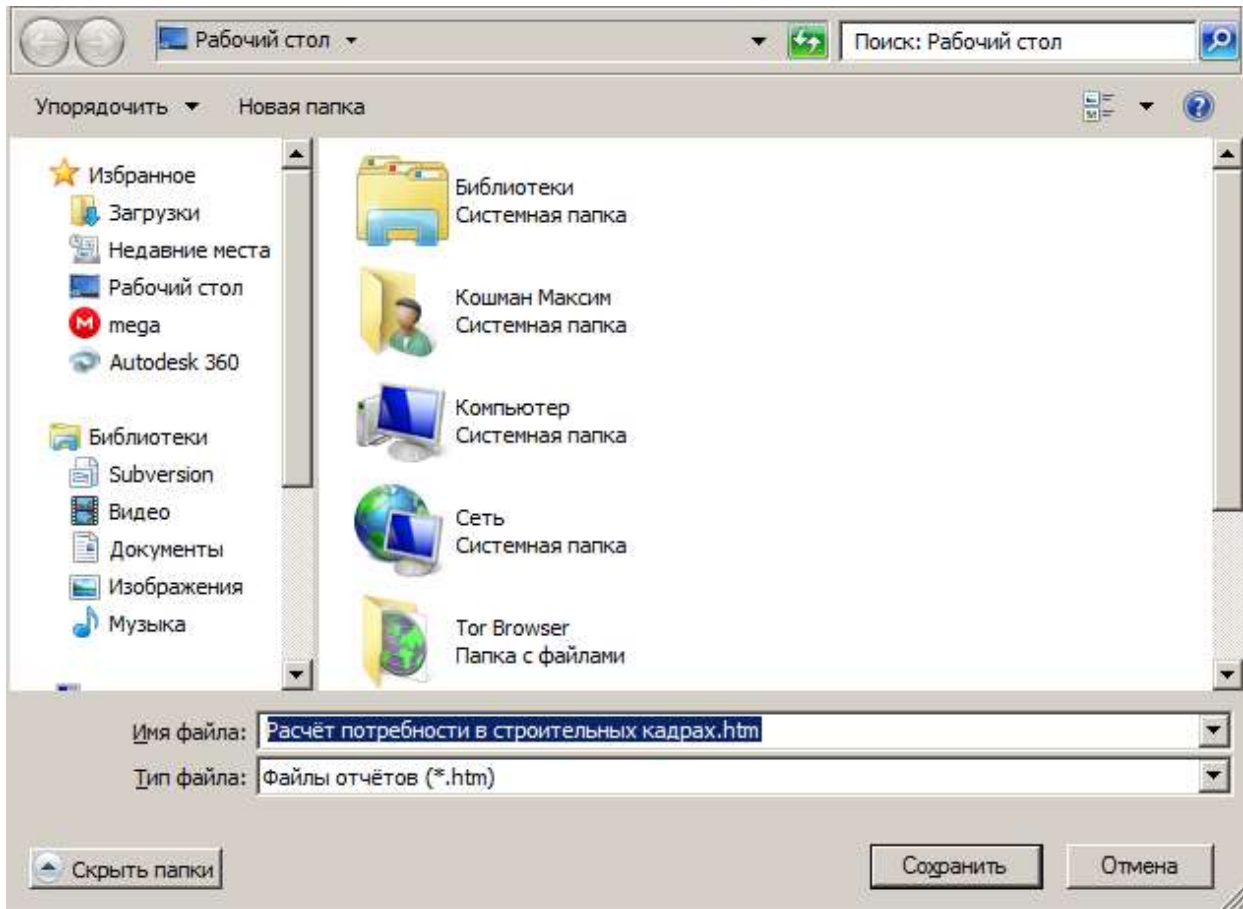 Рабочий стол
Поиск: Рабочий стол
Упорядочить
Новая папка
Избранное
Загрузки
Недавние места
Рабочий стол
mega
Autodesk 360
Библиотеки
Subversion
Видео
Документы
Изображения
Музыка
Библиотеки
Системная папка
Кошман Максим
Системная папка
Компьютер
Системная папка
Сеть
Системная папка
Tor Browser
Папка с файлами
Имя файла: Расчёт потребности в строительных кадрах.htm
Тип файла: Файлы отчётов (*.htm)
Скрыть папки
Сохранить
Отмена